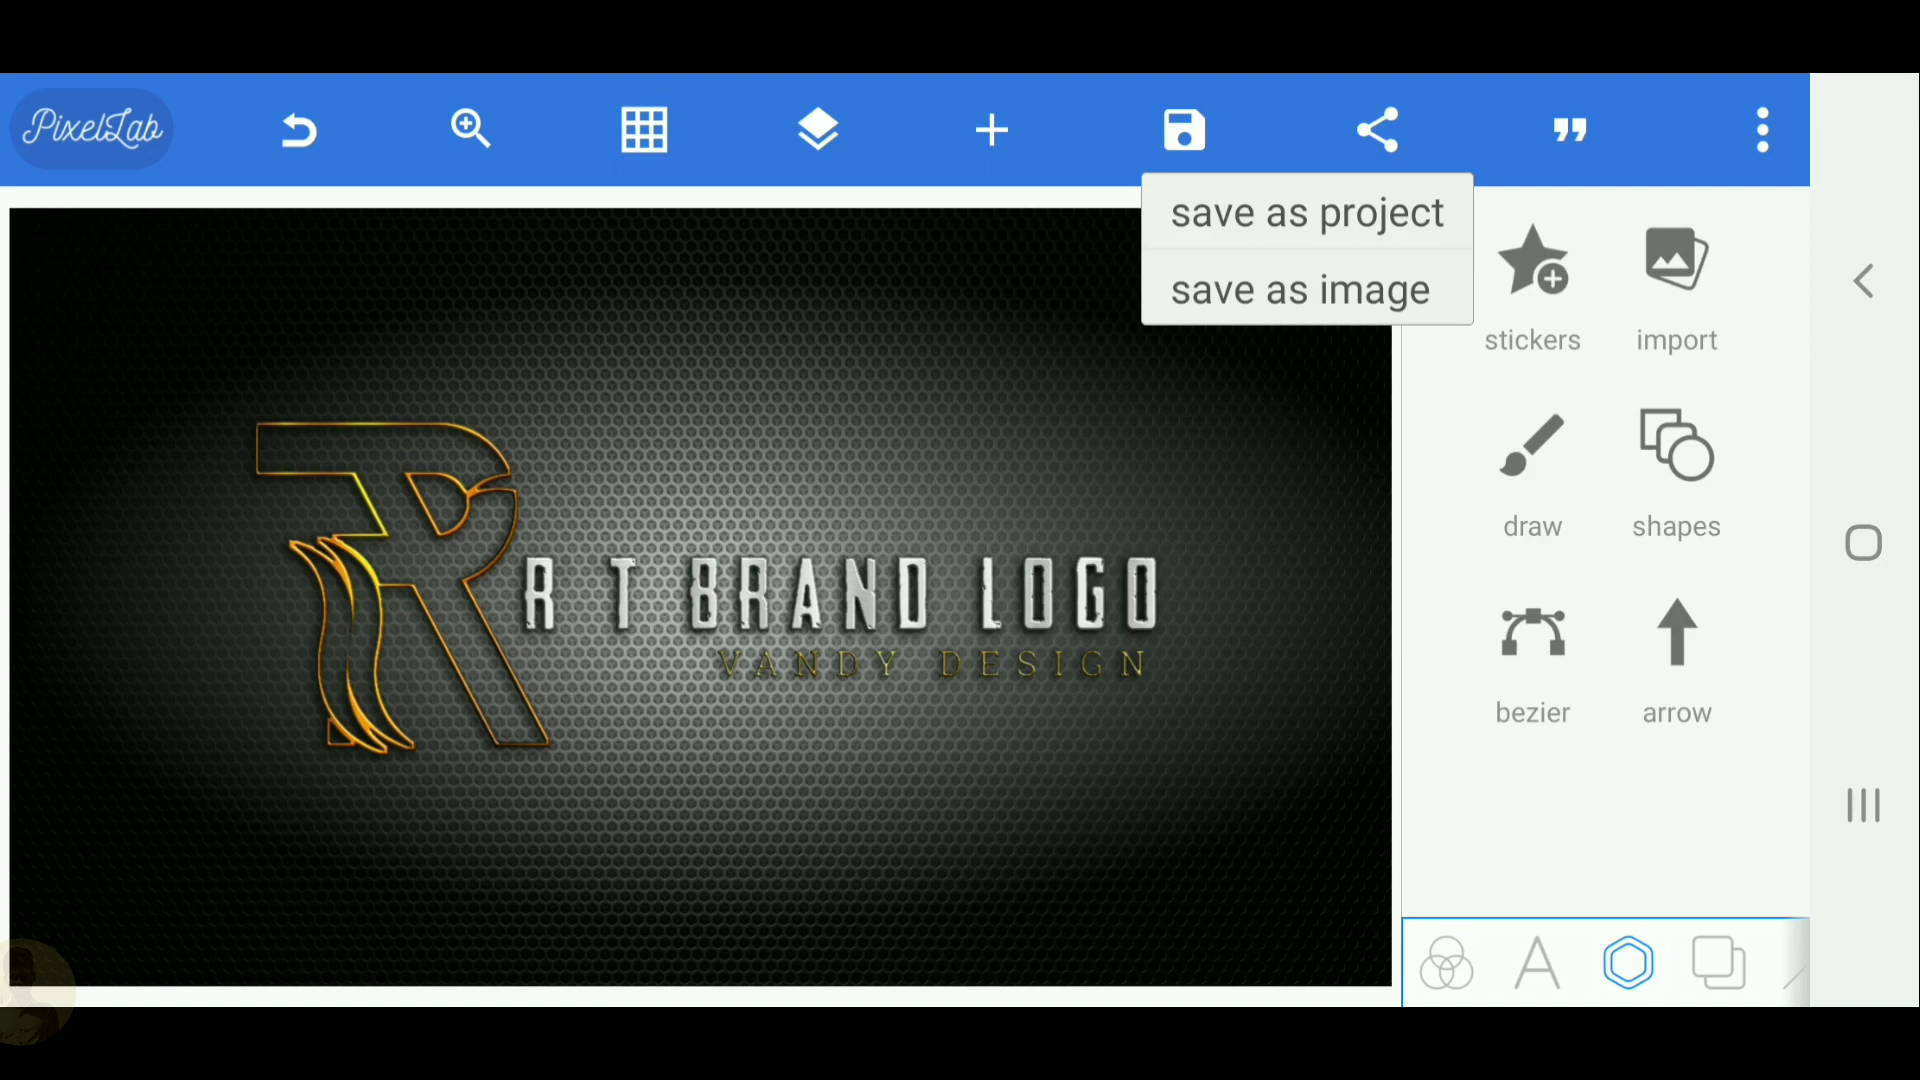 PixelLab
save as project
save as image
stickers
import
draw
shapes
bezier
arrow
R T BRAND LOGO
VANDY DESIGN